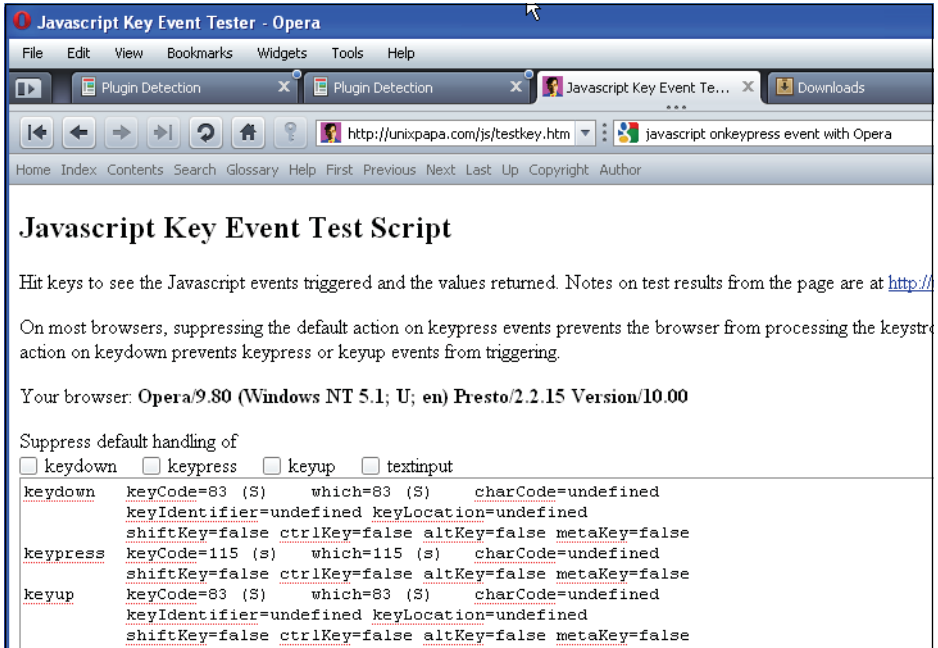 Javascript Key Event Tester - Opera
File Edit View Bookmarks Widgets Tools Help
Plugin Detection Plugin Detection Javascript Key Event Te... Downloads
http://unixpapa.com/js/testkey.htm javascript onkeypress event with Opera
Home Index Contents Search Glossary Help First Previous Next Last Up Copyright Author
Javascript Key Event Test Script
Hit keys to see the Javascript events triggered and the values returned. Notes on test results from the page are at http://
On most browsers, suppressing the default action on keypress events prevents the browser from processing the keystro
action on keydown prevents keypress or keyup events from triggering.
Your browser: Opera/9.80 (Windows NT 5.1; U; en) Presto/2.2.15 Version/10.00
Suppress default handling of
keydown keypress keyup textinput
keydown keyCode=83 (S) which=83 (S) charCode=undefined
keyIdentifier=undefined keyLocation=undefined
shiftKey=false ctrlKey=false altKey=false metaKey=false
keypress keyCode=115 (s) which=115 (s) charCode=undefined
shiftKey=false ctrlKey=false altKey=false metaKey=false
keyup keyCode=83 (S) which=83 (S) charCode=undefined
keyIdentifier=undefined keyLocation=undefined
shiftKey=false ctrlKey=false altKey=false metaKey=false